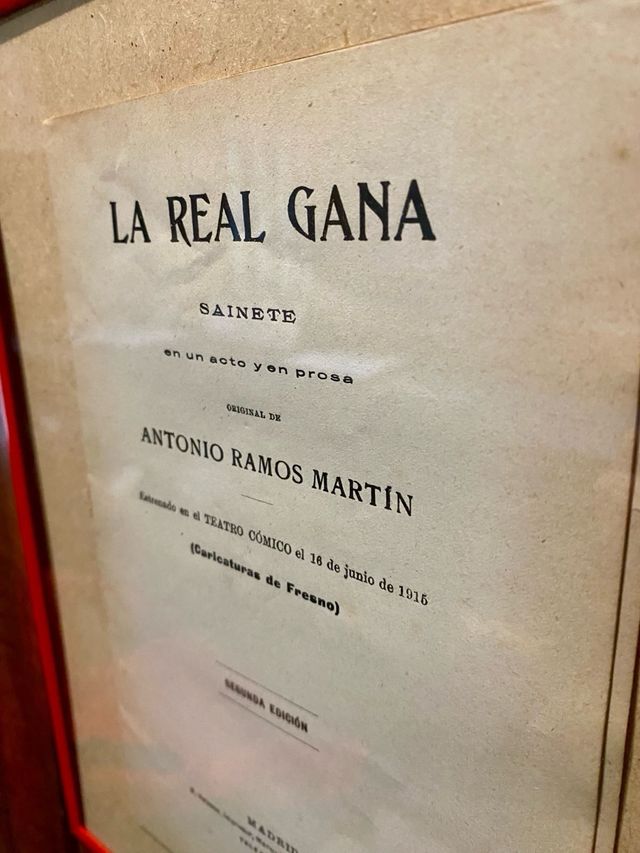 LA REAL GANA
SAINETE
en un acto y en prosa
ORIGINAL DE
ANTONIO RAMOS MARTÍN
Estrenado en el TEATRO CÓMICO el 16 de junio de 1915
(Caricaturas de Fresno)
SEGUNDA EDICIÓN
MADRID